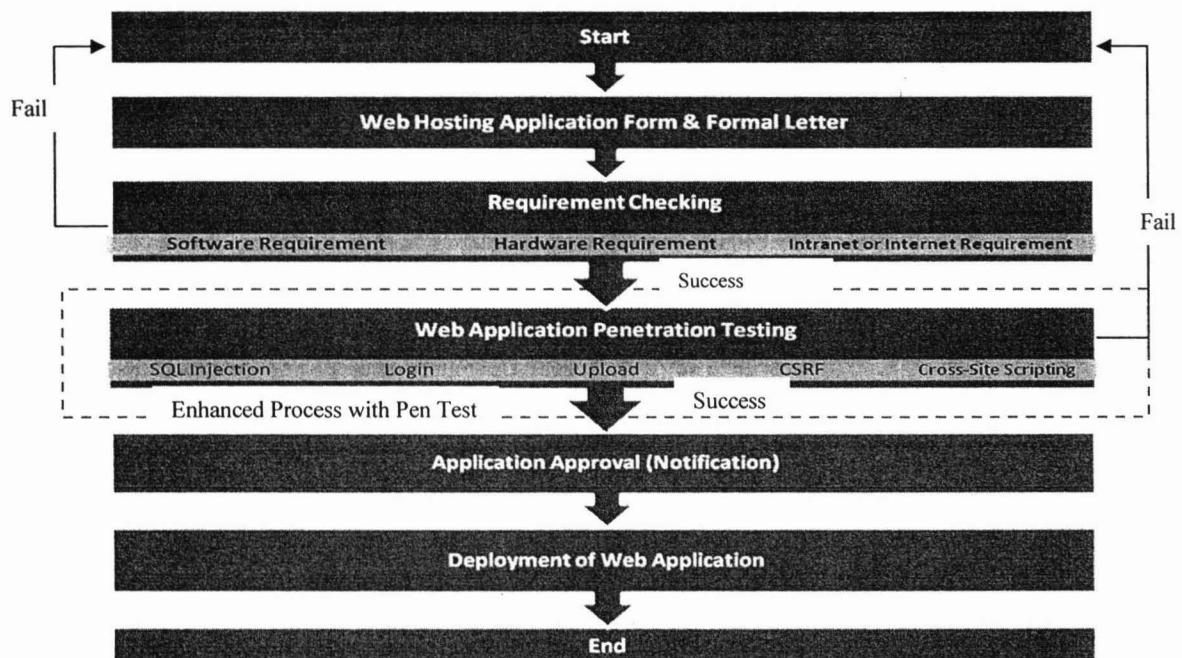 Start
Fail
Web Hosting Application Form & Formal Letter
Requirement Checking
Fail
Software Requirement Hardware Requirement Intranet or Internet Requirement
Success
Web Application Penetration Testing
SQL Injection Login Upload CSRF Cross-Site Scripting
Enhanced Process with Pen Test Success
Application Approval (Notification)
Deployment of Web Application
End